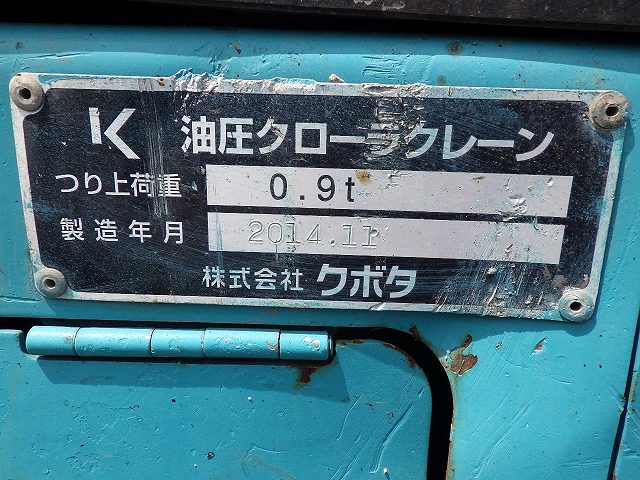 K 油圧クローラクレーン
つり上荷重 0.9t
製造年月 2014.11
株式会社 クボタ